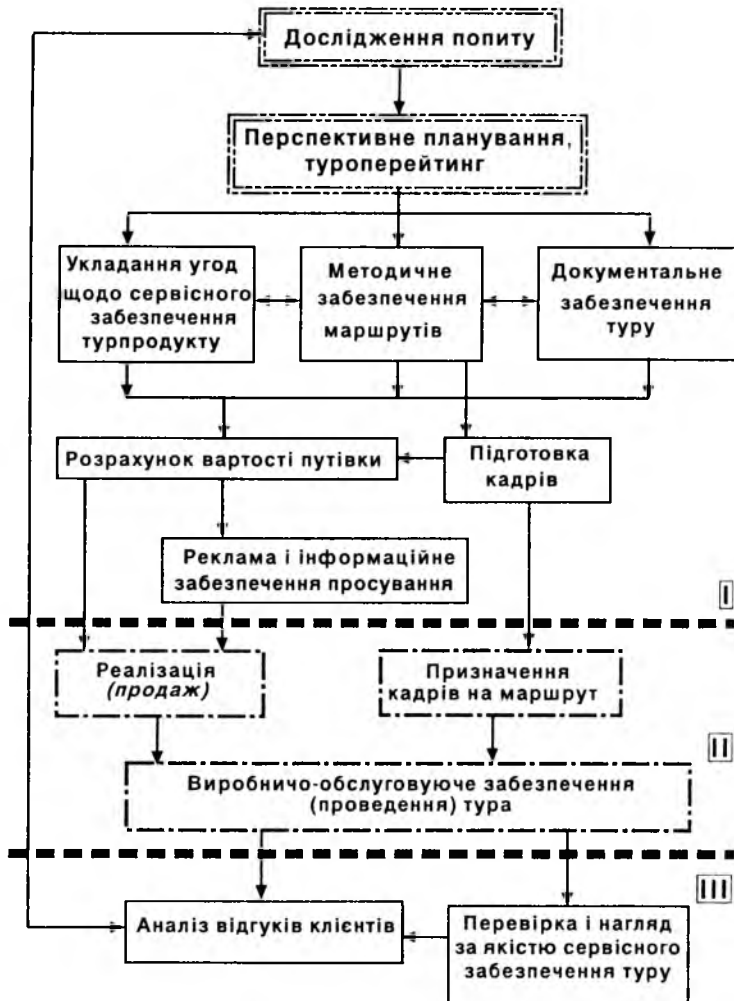 Дослідження попиту
Перспективне планування,
туроперейтинг
Укладання угод
щодо сервісного
забезпечення
турпродукту
Методичне
забезпечення
маршрутів
Документальне
забезпечення
туру
Розрахунок вартості путівки
Підготовка
кадрів
Реклама і інформаційне
забезпечення просування
I
Реалізація
(продаж)
Призначення
кадрів на маршрут
II
Виробничо-обслуговуюче забезпечення
(проведення) тура
III
Аналіз відгуків клієнтів
Перевірка і нагляд
за якістю сервісного
забезпечення туру